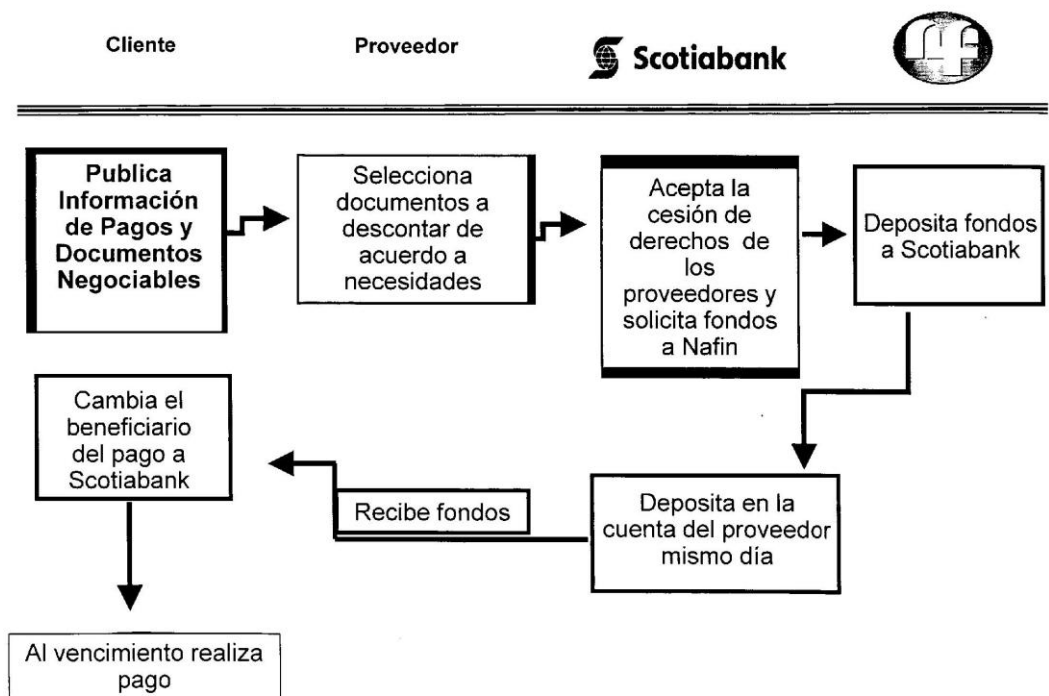 Cliente
Proveedor
Scotiabank
nf
Publica
Información
de Pagos y
Documentos
Negociables
Selecciona
documentos a
descontar de
acuerdo a
necesidades
Acepta la
cesión de
derechos de
los
proveedores y
solicita fondos
a Nafin
Deposita fondos
a Scotiabank
Cambia el
beneficiario
del pago a
Scotiabank
Recibe fondos
Deposita en la
cuenta del proveedor
mismo día
Al vencimiento realiza
pago